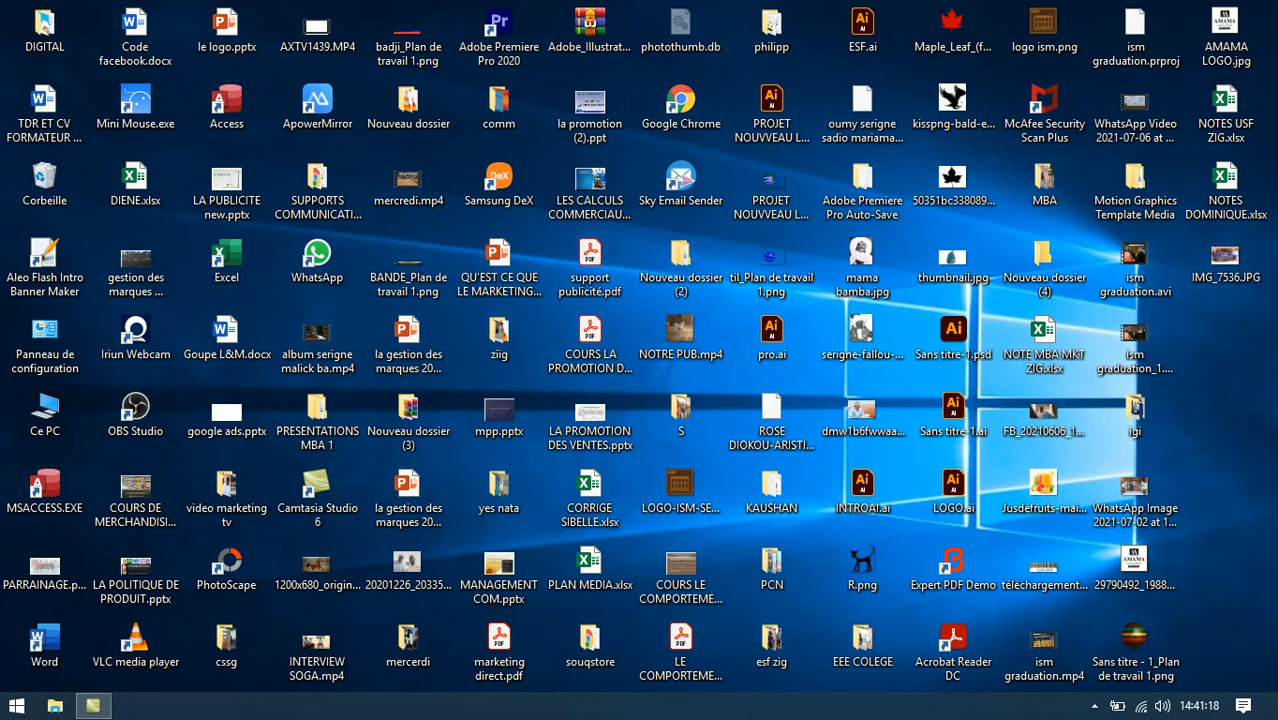 DIGITAL
Code
facebook.docx
le logo.pptx
AXTV1439.MP4
badji_Plan de
travail 1.png
Adobe Premiere
Pro 2020
Adobe_Illustrat...
photothumb.db
philipp
ESF.ai
Maple_Leaf_(f...
logo ism.png
ism
graduation.prproj
AMAMA
LOGO.jpg
TDR ET CV
FORMATEUR ...
Mini Mouse.exe
Access
ApowerMirror
Nouveau dossier
comm
la promotion
(2).ppt
Google Chrome
PROJET
NOUVVEAU L...
oumy serigne
sadio mariama...
kisspng-bald-e...
McAfee Security
Scan Plus
WhatsApp Video
2021-07-06 at ...
NOTES USF
ZIG.xlsx
Corbeille
DIENE.xlsx
LA PUBLICITE
new.pptx
SUPPORTS
COMMUNICATI...
mercredi.mp4
Samsung DeX
LES CALCULS
COMMERCIAU...
Sky Email Sender
PROJET
NOUVVEAU L...
Adobe Premiere
Pro Auto-Save
50351bc338089...
MBA
Motion Graphics
Template Media
NOTES
DOMINIQUE.xlsx
Aleo Flash Intro
Banner Maker
gestion des
marques ...
Excel
WhatsApp
BANDE_Plan de
travail 1.png
QU'EST CE QUE
LE MARKETING...
support
publicité.pdf
Nouveau dossier
(2)
til_Plan de travail
1.png
mama
bamba.jpg
thumbnail.jpg
Nouveau dossier
(4)
ism
graduation.avi
IMG_7536.JPG
Panneau de
configuration
Iriun Webcam
Goupe L&M.docx
album serigne
malick ba.mp4
la gestion des
marques 20...
ziig
COURS LA
PROMOTION D...
NOTRE PUB.mp4
pro.ai
serigne-fallou-...
Sans titre-1.psd
NOTE MBA MKT
ZIG.xlsx
ism
graduation_1....
Ce PC
OBS Studio
google ads.pptx
PRESENTATIONS
MBA 1
Nouveau dossier
(3)
mpp.pptx
LA PROMOTION
DES VENTES.pptx
S
ROSE
DIOKOU-ARISTI...
dmw1b6fwwaa...
Sans titre-1.ai
FB_20210606_1...
igi
MSACCESS.EXE
COURS DE
MERCHANDISI...
video marketing
tv
Camtasia Studio
6
la gestion des
marques 20...
yes nata
CORRIGE
SIBELLE.xlsx
LOGO-ISM-SE...
KAUSHAN
INTROAI.ai
LOGO.ai
Jusdefruits-mai...
WhatsApp Image
2021-07-02 at 1...
PARRAINAGE.p...
LA POLITIQUE DE
PRODUIT.pptx
PhotoScape
1200x680_origin...
20201226_20335...
MANAGEMENT
COM.pptx
PLAN MEDIA.xlsx
COURS LE
COMPORTEME...
PCN
R.png
Expert PDF Demo
téléchargement...
29790492_1988...
Word
VLC media player
cssg
INTERVIEW
SOGA.mp4
mercerdi
marketing
direct.pdf
souqstore
LE
COMPORTEME...
esf zig
EEE COLEGE
Acrobat Reader
DC
ism
graduation.mp4
Sans titre - 1_Plan
de travail 1.png
14:41:18